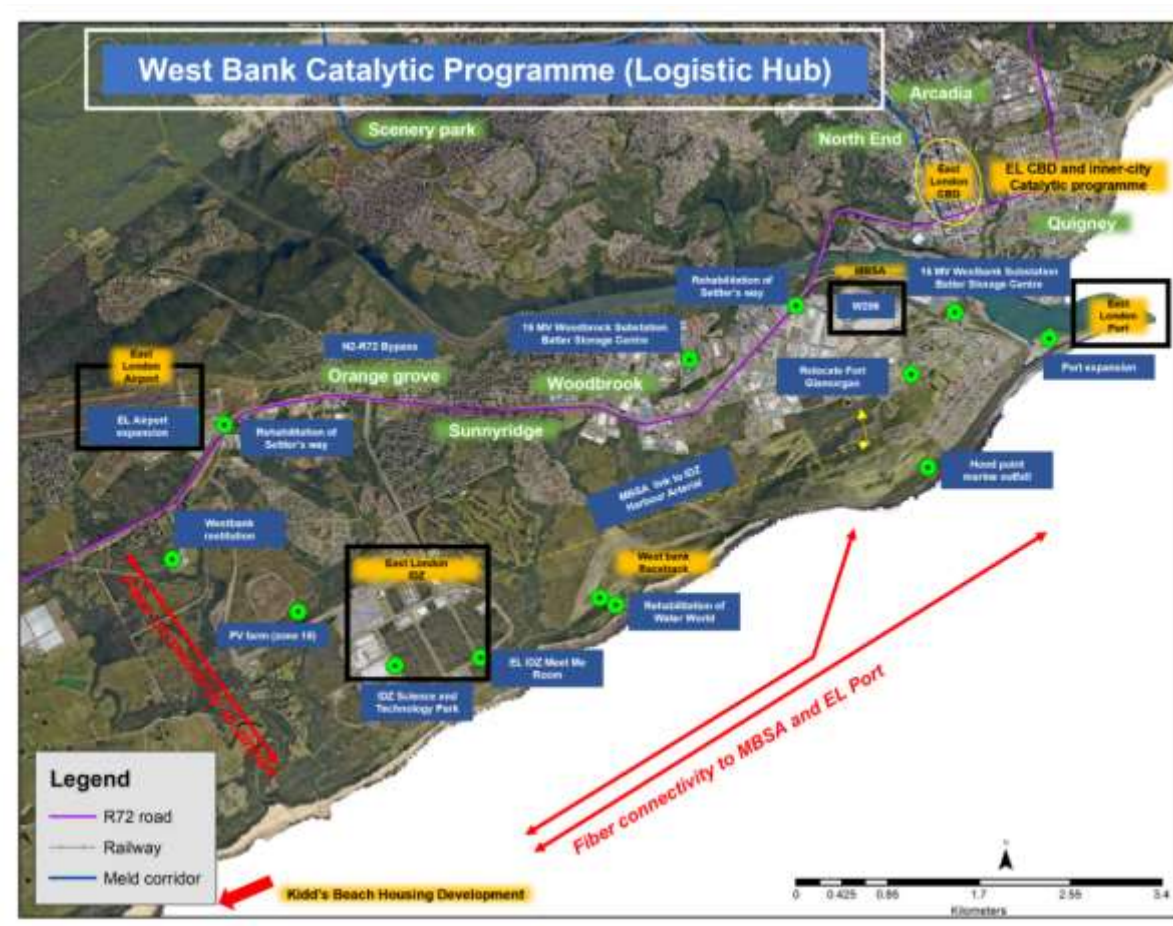 West Bank Catalytic Programme (Logistic Hub)
Arcadia
Scenery park
North End
East
London
CBD
EL CBD and inner-city
Catalytic programme
Quigney
Rehabilitation of
Settler's way
MBSA
W206
16 MV Westbank Substation
Batter Storage Centre
East
London
Port
16 MV Woodbrook Substation
Batter Storage Centre
N2-R72 Bypass
East
London
Airport
Orange grove
Woodbrook
Relocate Fort
Glamorgan
Port expansion
EL Airport
expansion
Rehabilitation of
Settler's way
Sunnyridge
MBSA link to IDZ
Harbour Arterial
Hood point
marine outfall
Westbank
restitution
East London
IDZ
West bank
Racetrack
Rehabilitation of
Water World
PV farm (zone 1)
EL IDZ Meet Me
Room
IDZ Science and
Technology Park
Fiber connectivity to MBSA and EL Port
Legend
R72 road
Railway
Meld corridor
Kidd's Beach Housing Development
N
0 0.425 0.85 1.7 2.55 3.4
Kilometers